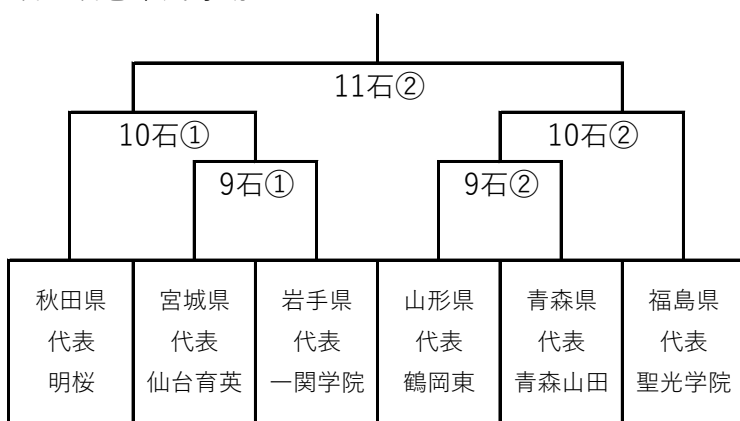 11石②
10石①
10石②
9石①
9石②
秋田県
代表
明桜
宮城県
代表
仙台育英
岩手県
代表
一関学院
山形県
代表
鶴岡東
青森県
代表
青森山田
福島県
代表
聖光学院